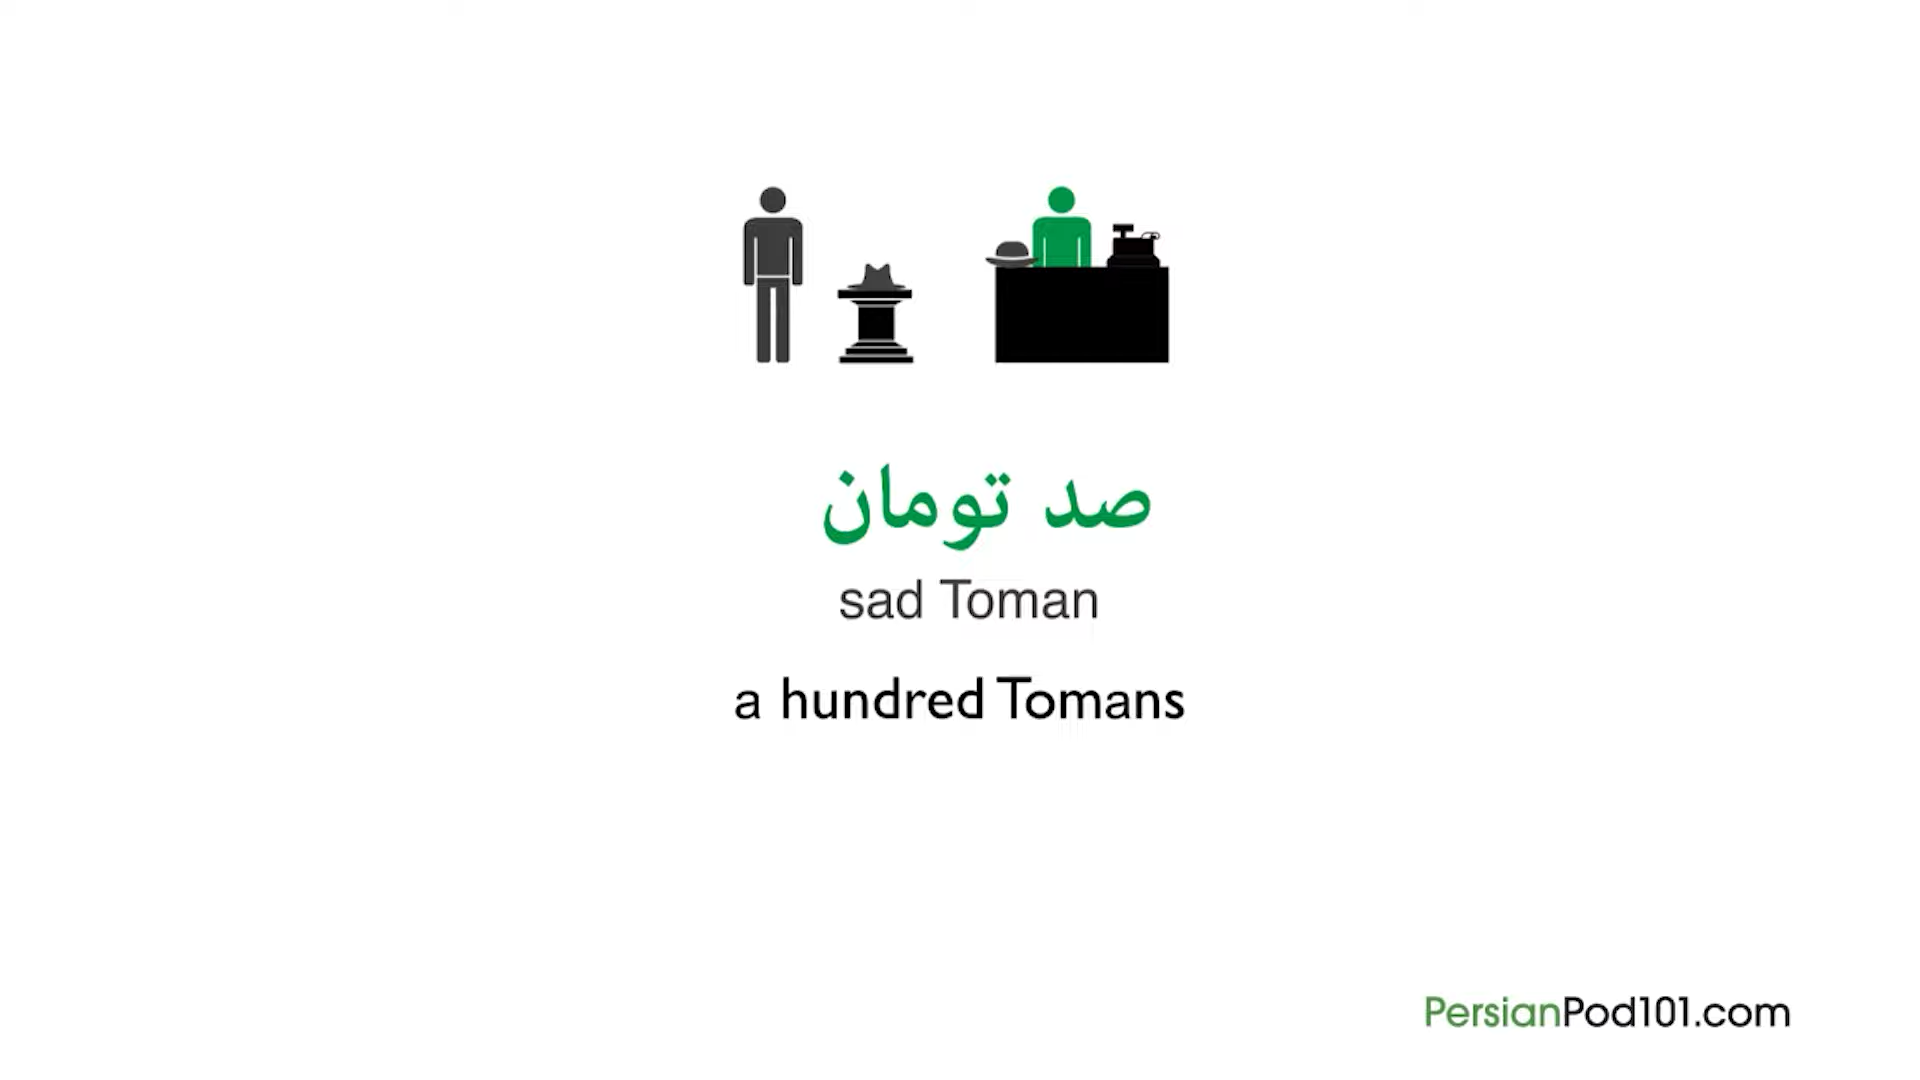 صد تومان
sad Toman
a hundred Tomans
PersianPod101.com